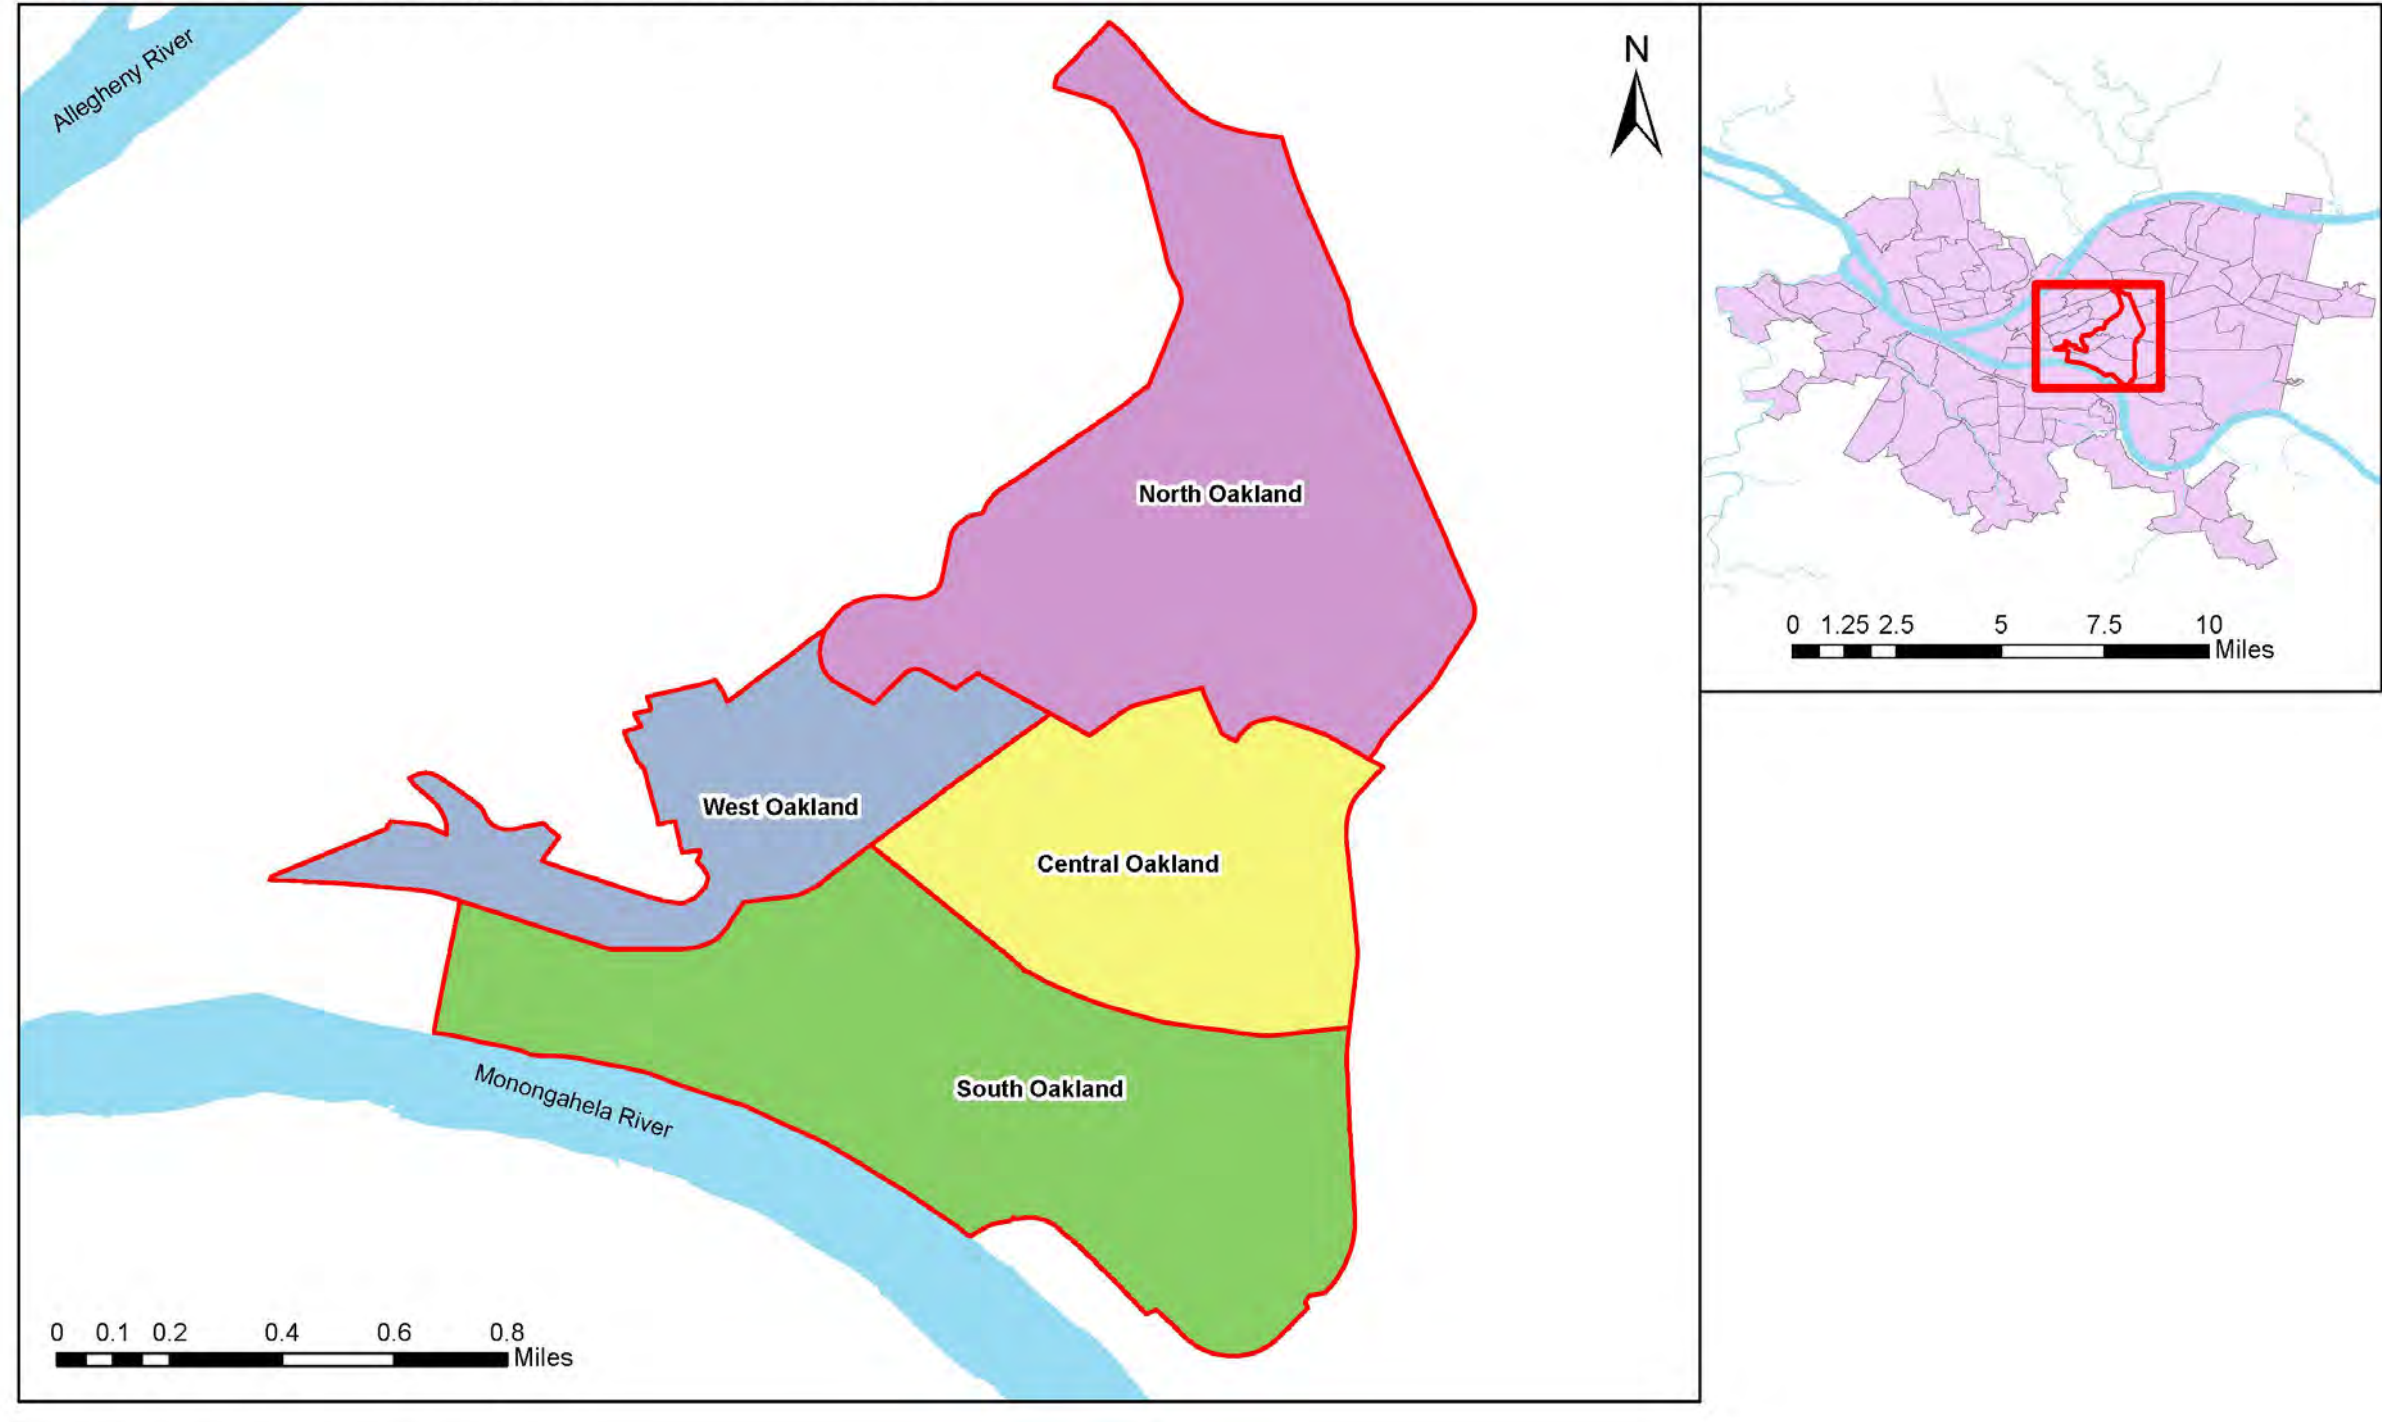 Allegheny River
N
North Oakland
West Oakland
Central Oakland
South Oakland
Monongahela River
0 0.1 0.2 0.4 0.6 0.8
Miles
0 1.25 2.5 5 7.5 10
Miles